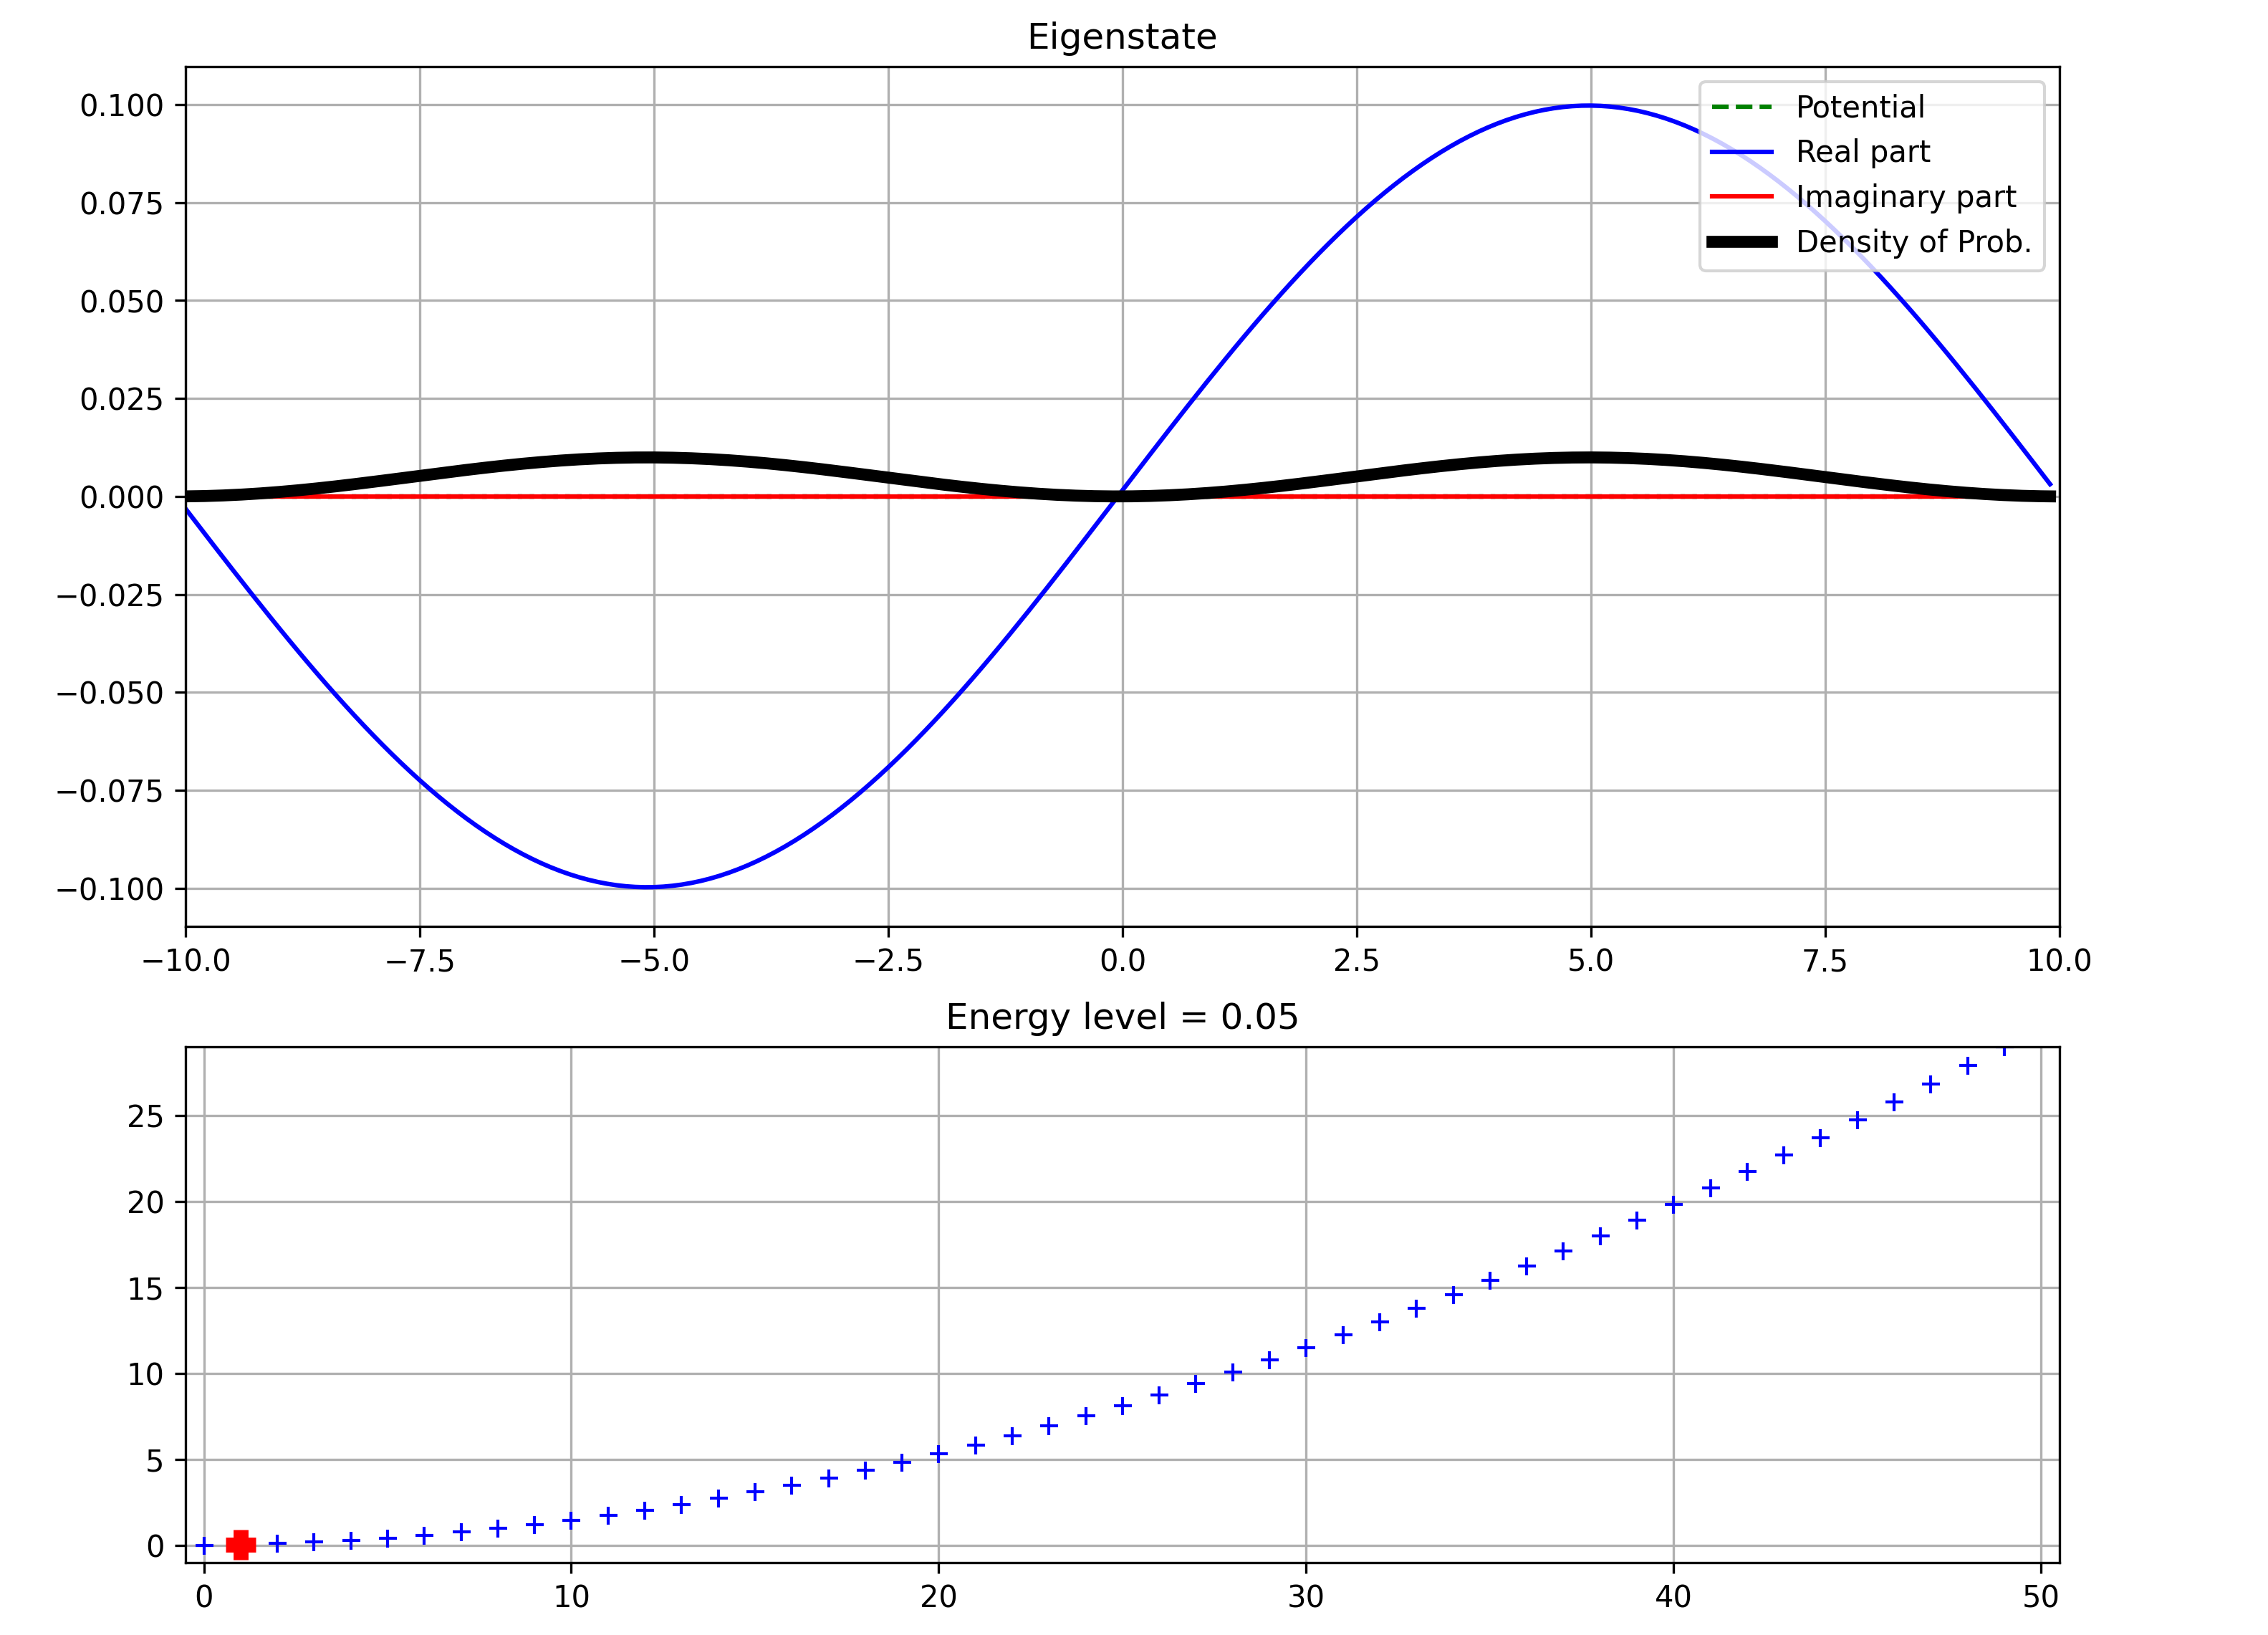 Eigenstate
0.100
0.075
0.050
0.025
0.000
−0.025
−0.050
−0.075
−0.100
Potential
Real part
Imaginary part
Density of Prob.
−10.0 −7.5 −5.0 −2.5 0.0 2.5 5.0 7.5 10.0
Energy level = 0.05
25
20
15
10
5
0
0 10 20 30 40 50